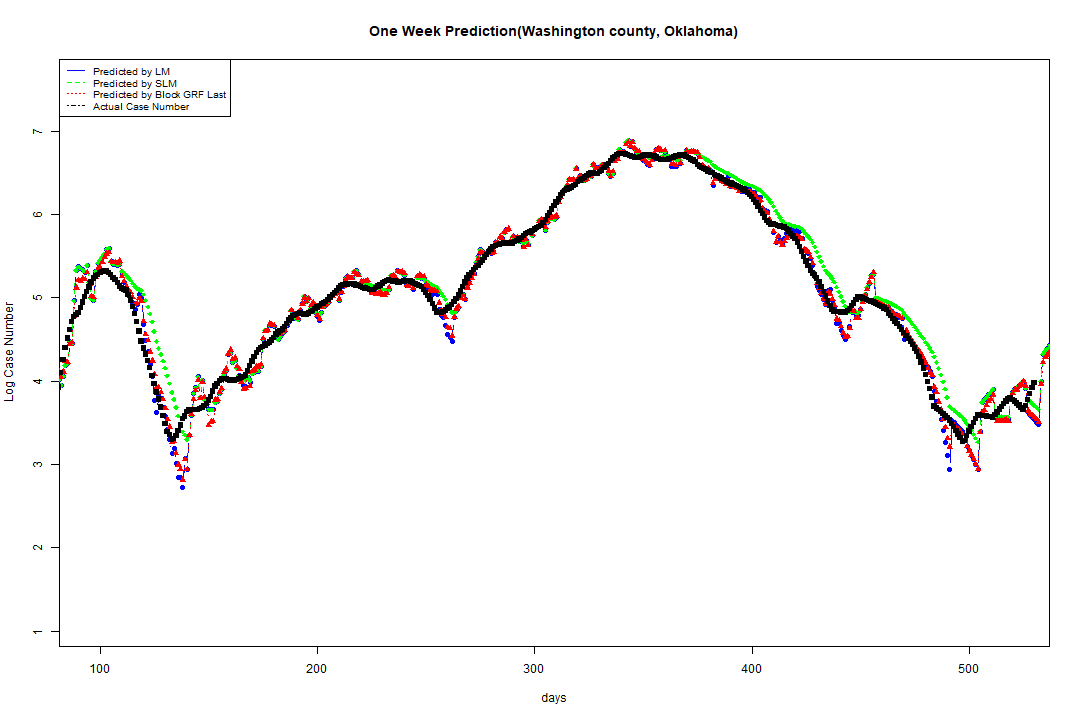 One Week Prediction(Washington county, Oklahoma)
Predicted by LM
Predicted by SLM
Predicted by Block GRF Last
Actual Case Number
Log Case Number
7
6
5
4
3
2
1
100 200 300 400 500
days